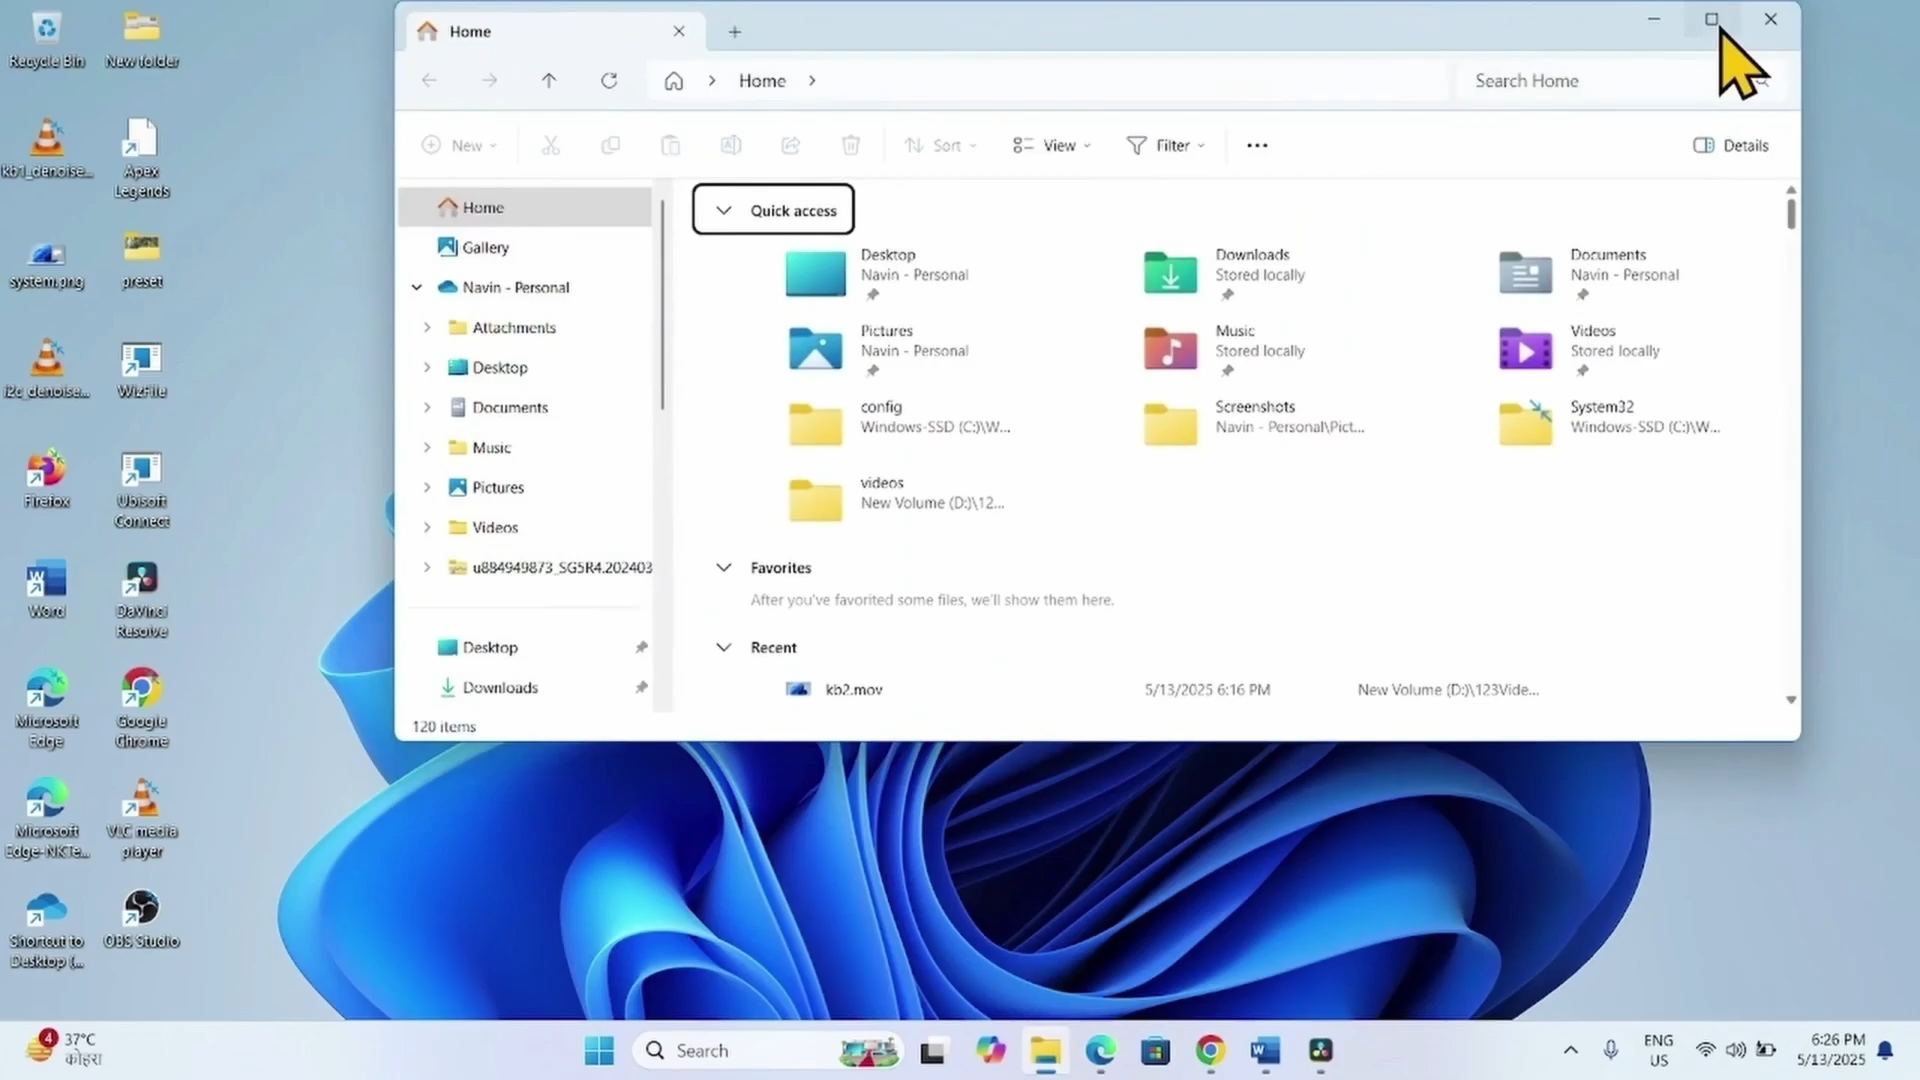 Recycle Bin
New folder
kb1_denoise...
Apex
Legends
system.png
preset
i2c_denoise...
WizFile
Firefox
Ubisoft
Connect
Word
DaVinci
Resolve
Microsoft
Edge
Google
Chrome
Microsoft
Edge-NKTe...
VLC media
player
Shortcut to
Desktop (...
OBS Studio
Home
Home
Search Home
New
Sort
View
Filter
Details
Home
Gallery
Navin - Personal
Attachments
Desktop
Documents
Music
Pictures
Videos
u884949873_SG5R4.202403
Desktop
Downloads
120 items
Quick access
Desktop
Navin - Personal
Downloads
Stored locally
Documents
Navin - Personal
Pictures
Navin - Personal
Music
Stored locally
Videos
Stored locally
config
Windows-SSD (C:)\W...
Screenshots
Navin - Personal\Pict...
System32
Windows-SSD (C:)\W...
videos
New Volume (D:)\12...
Favorites
After you've favorited some files, we'll show them here.
Recent
kb2.mov 5/13/2025 6:16 PM New Volume (D:)\123Vide...
4
37°C
कोहरा
Search
ENG
US
6:26 PM
5/13/2025